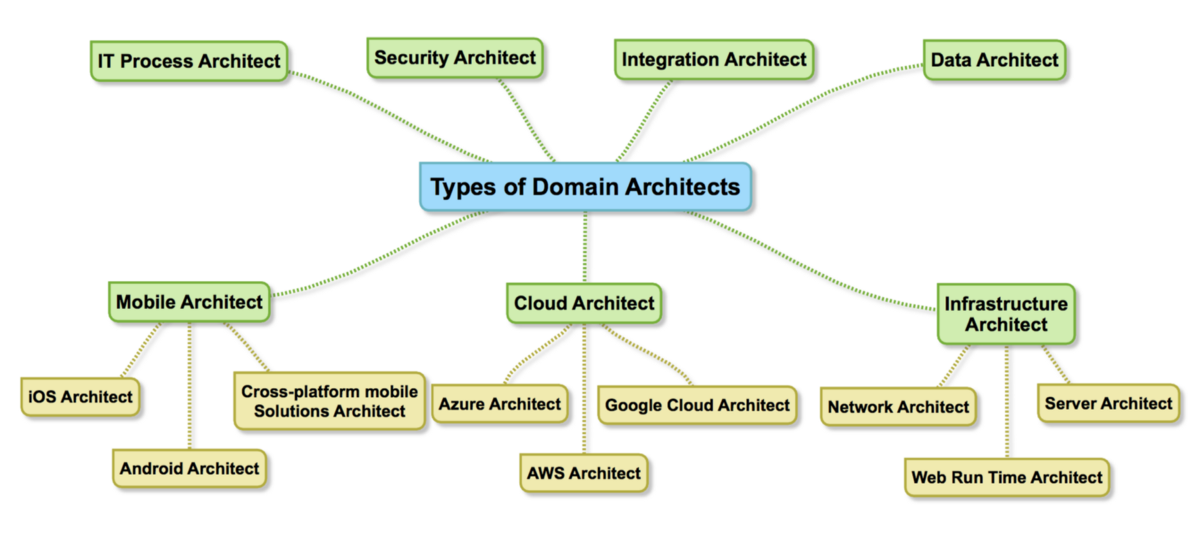 IT Process Architect
Security Architect
Integration Architect
Data Architect
Types of Domain Architects
Mobile Architect
Cloud Architect
Infrastructure
Architect
iOS Architect
Cross-platform mobile
Solutions Architect
Android Architect
Azure Architect
Google Cloud Architect
AWS Architect
Network Architect
Server Architect
Web Run Time Architect